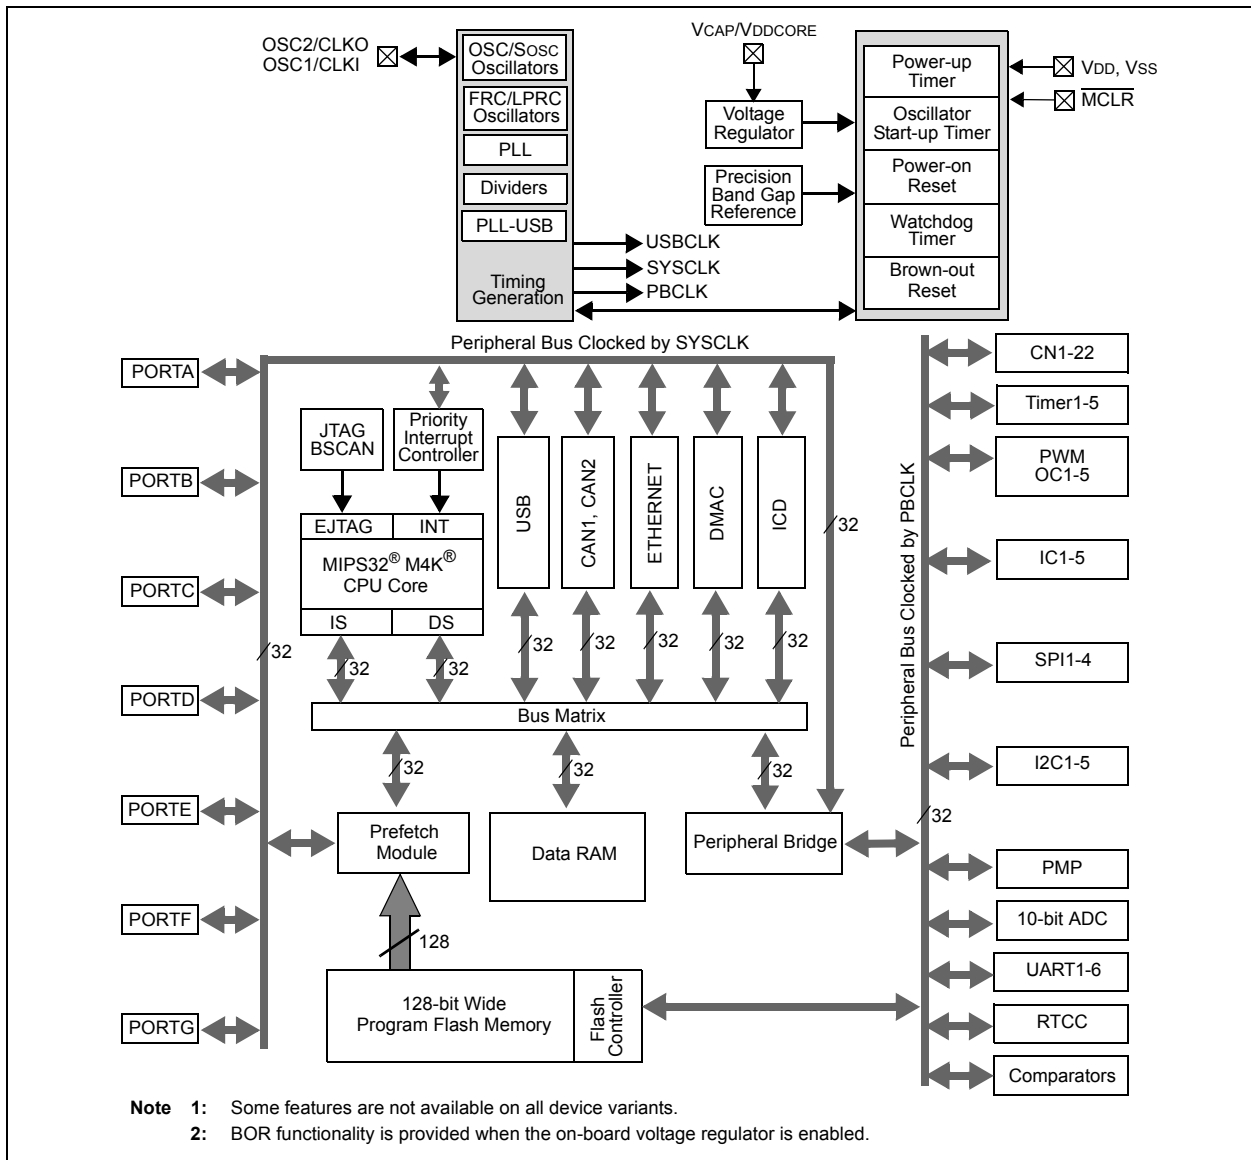 OSC2/CLKO
OSC1/CLKI
OSC/SOSC
Oscillators
FRC/LPRC
Oscillators
PLL
Dividers
PLL-USB
Timing
Generation
USBCLK
SYSCLK
PBCLK
VCAP/VDDCORE
Voltage
Regulator
Precision
Band Gap
Reference
Power-up
Timer
Oscillator
Start-up Timer
Power-on
Reset
Watchdog
Timer
Brown-out
Reset
VDD, VSS
MCLR
Peripheral Bus Clocked by SYSCLK
PORTA
PORTB
PORTC
PORTD
PORTE
PORTF
PORTG
32
JTAG
BSCAN
Priority
Interrupt
Controller
EJTAG
INT
MIPS32® M4K®
CPU Core
IS
DS
32
32
USB
CAN1, CAN2
ETHERNET
DMAC
ICD
32
32
32
32
32
32
Bus Matrix
32
32
32
Prefetch
Module
Data RAM
Peripheral Bridge
128
128-bit Wide
Program Flash Memory
Flash
Controller
Peripheral Bus Clocked by PBCLK
32
CN1-22
Timer1-5
PWM
OC1-5
IC1-5
SPI1-4
I2C1-5
PMP
10-bit ADC
UART1-6
RTCC
Comparators
Note 1: Some features are not available on all device variants.
2: BOR functionality is provided when the on-board voltage regulator is enabled.